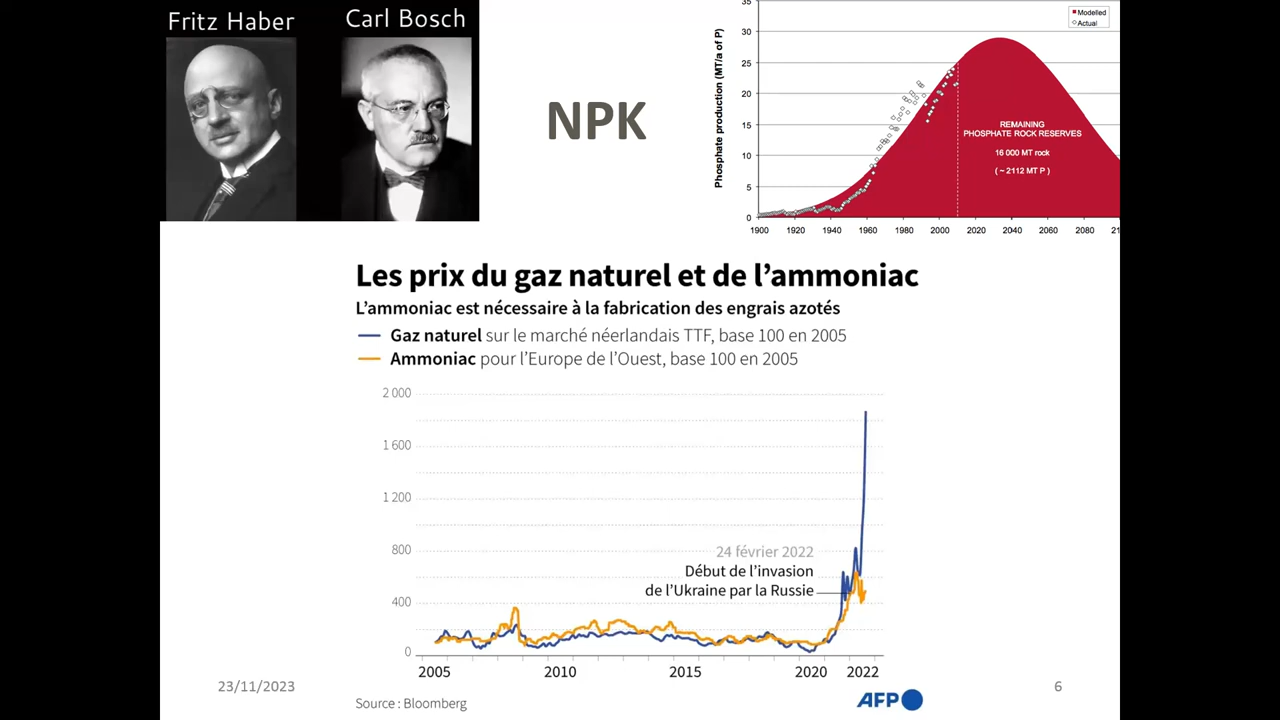 Fritz Haber
Carl Bosch
NPK
Phosphate production (MT/a of P)
35
30
25
20
15
10
5
0
1900 1920 1940 1960 1980 2000 2020 2040 2060 2080 21
Modelled
Actual
REMAINING
PHOSPHATE ROCK RESERVES
16 000 MT rock
( ~ 2112 MT P )
Les prix du gaz naturel et de l’ammoniac
L’ammoniac est nécessaire à la fabrication des engrais azotés
Gaz naturel sur le marché néerlandais TTF, base 100 en 2005
Ammoniac pour l’Europe de l’Ouest, base 100 en 2005
2 000
1 600
1 200
800
400
0
24 février 2022
Début de l’invasion
de l’Ukraine par la Russie
2005 2010 2015 2020 2022
23/11/2023
Source : Bloomberg
AFP
6